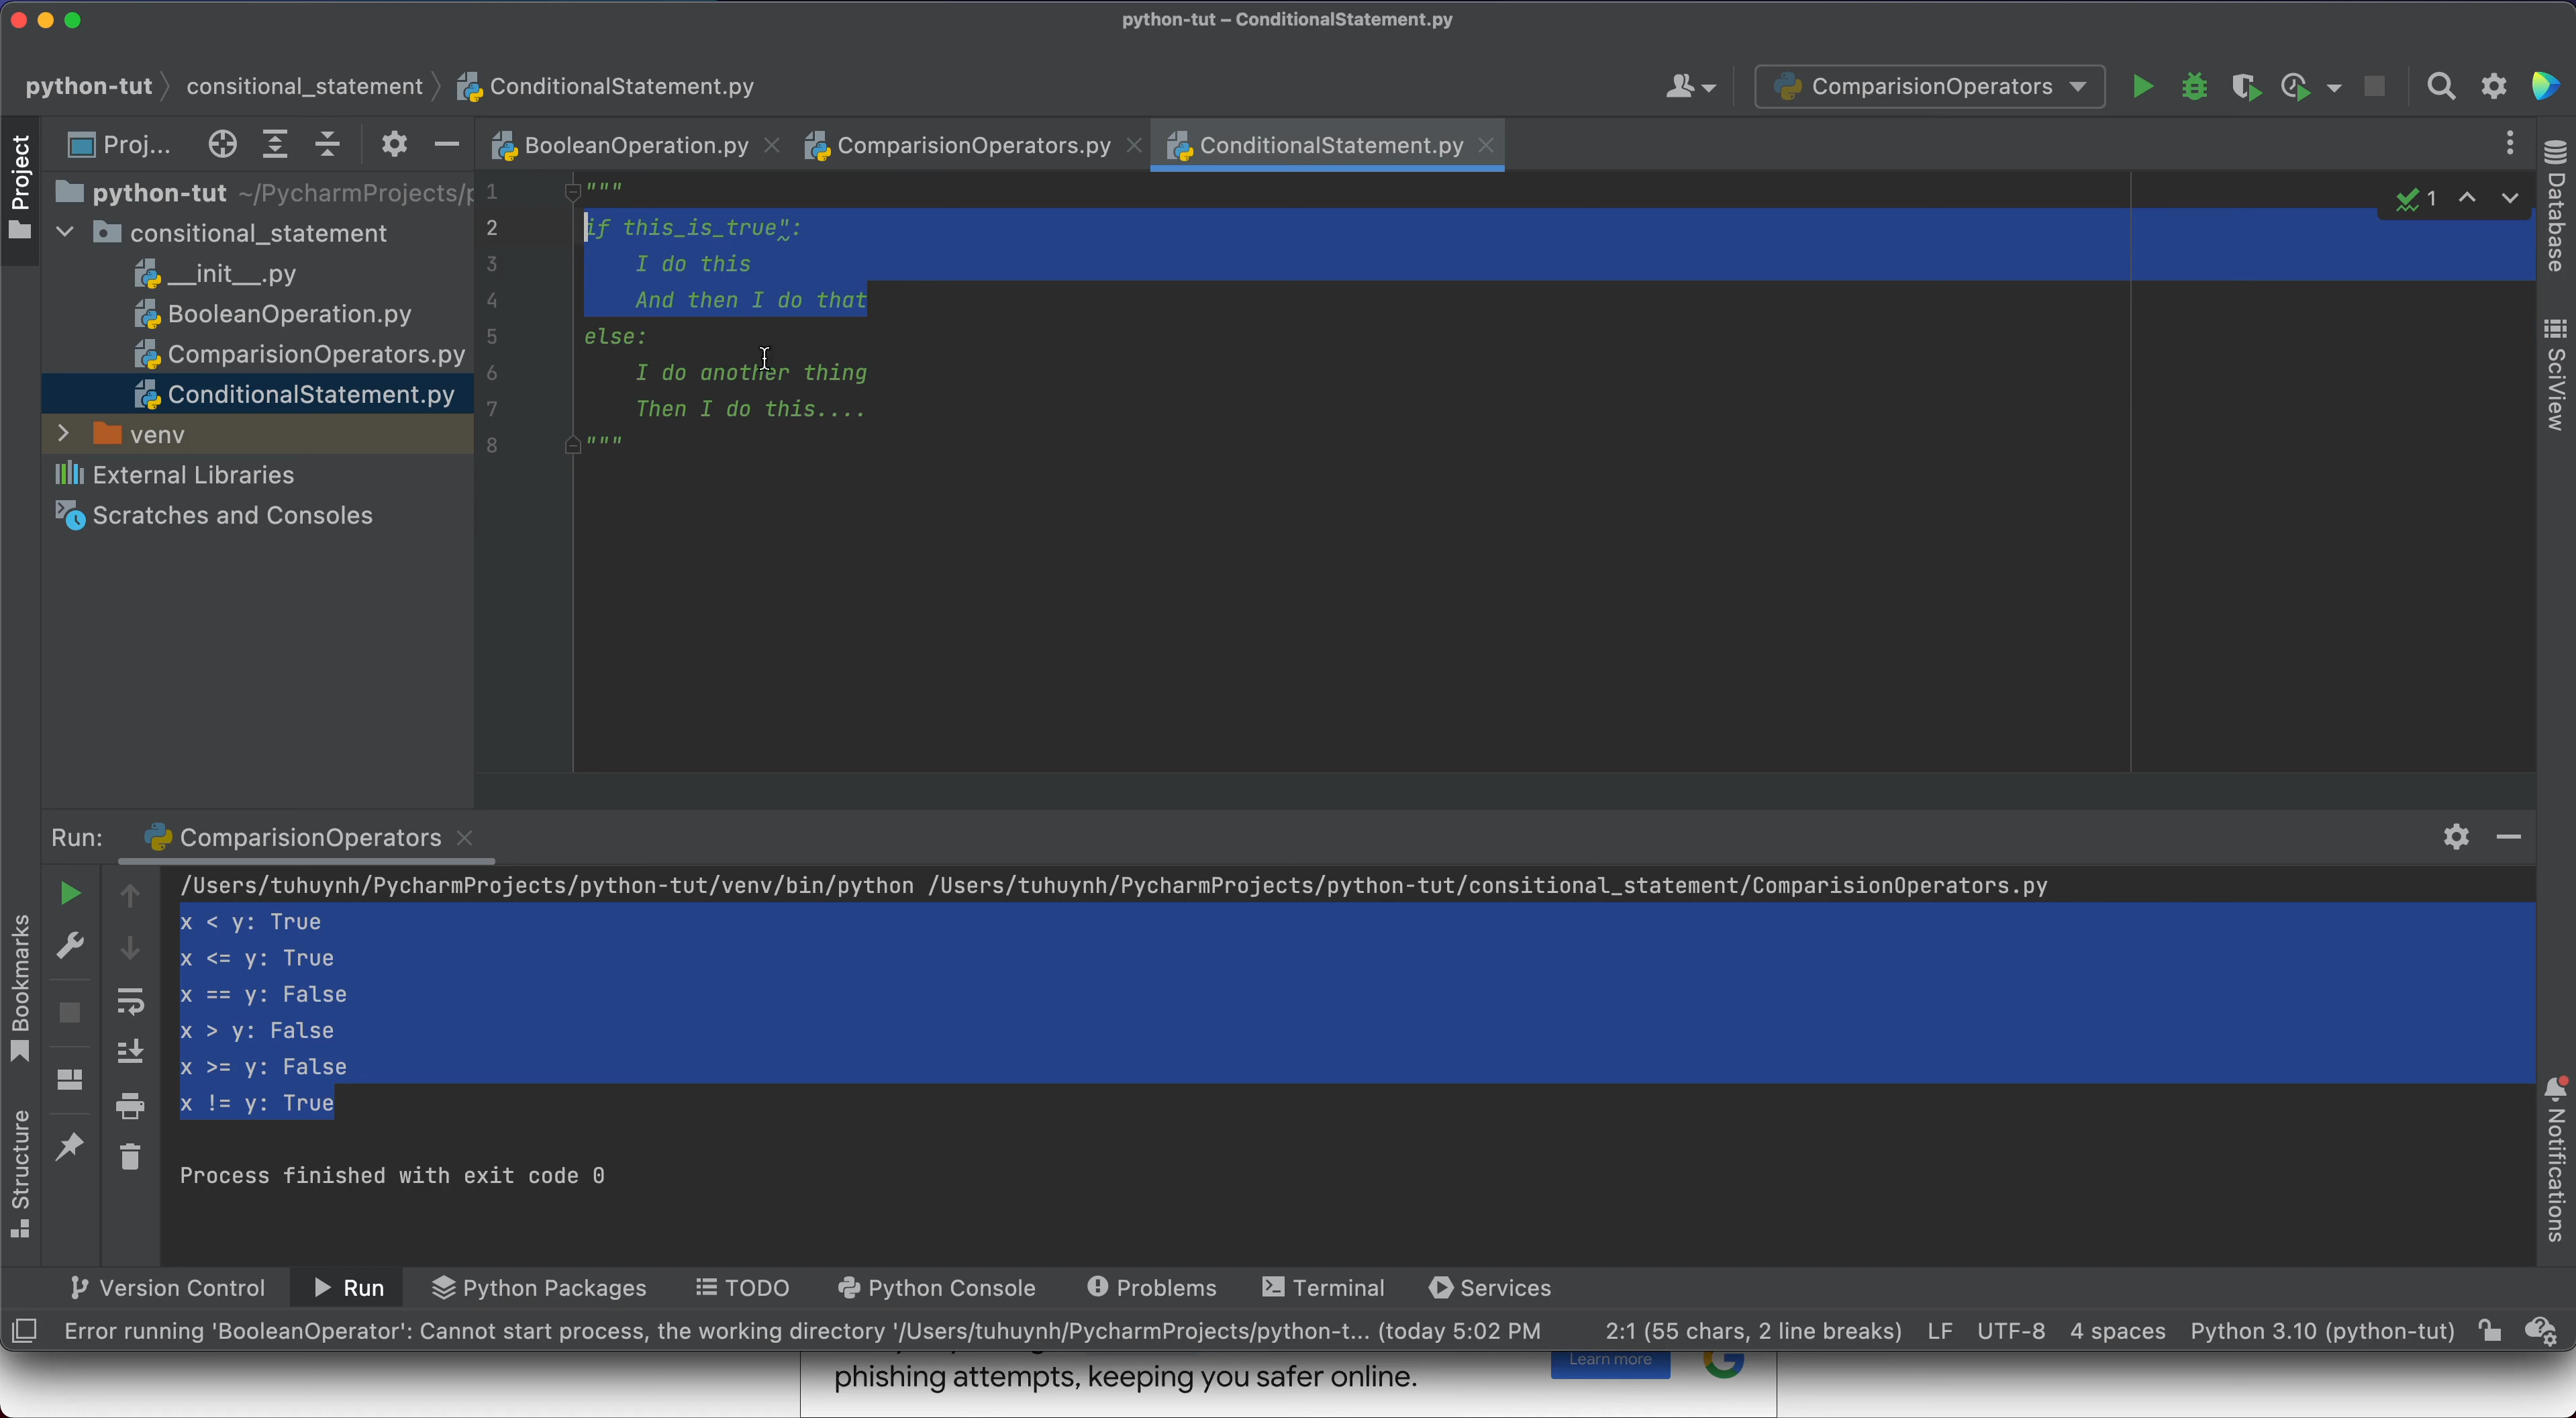 python-tut – ConditionalStatement.py
python-tut consitional_statement ConditionalStatement.py
ComparisionOperators
Project
Proj...
BooleanOperation.py ComparisionOperators.py ConditionalStatement.py
python-tut ~/PycharmProjects/
consitional_statement
__init__.py
BooleanOperation.py
ComparisionOperators.py
ConditionalStatement.py
venv
External Libraries
Scratches and Consoles
1 """
2 if this_is_true":
3 I do this
4 And then I do that
5 else:
6 I do another thing
7 Then I do this....
8 """
1
Database
SciView
Notifications
Run: ComparisionOperators
/Users/tuhuynh/PycharmProjects/python-tut/venv/bin/python /Users/tuhuynh/PycharmProjects/python-tut/consitional_statement/ComparisionOperators.py
x < y: True
x <= y: True
x == y: False
x > y: False
x >= y: False
x != y: True
Process finished with exit code 0
Bookmarks
Structure
Version Control Run Python Packages TODO Python Console Problems Terminal Services
Error running 'BooleanOperator': Cannot start process, the working directory '/Users/tuhuynh/PycharmProjects/python-t... (today 5:02 PM 2:1 (55 chars, 2 line breaks) LF UTF-8 4 spaces Python 3.10 (python-tut)
phishing attempts, keeping you safer online.
Learn more